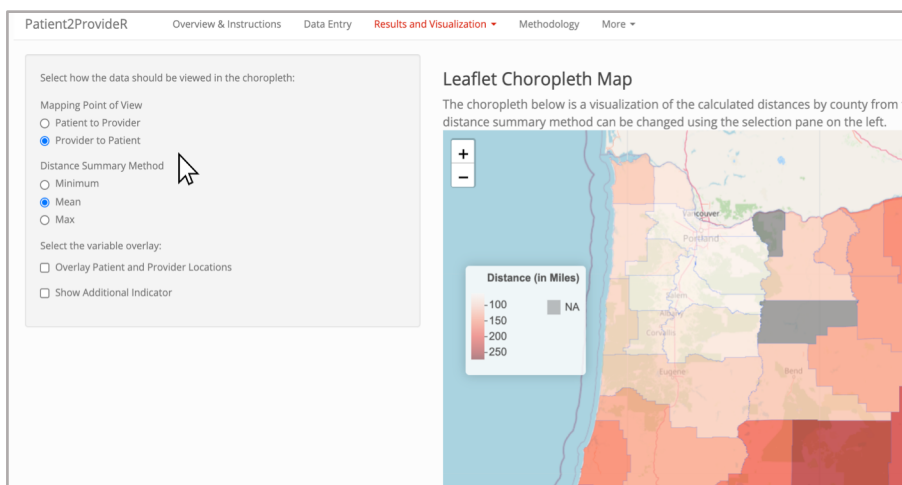 Patient2ProvideR
Overview & Instructions
Data Entry
Results and Visualization
Methodology
More
Select how the data should be viewed in the choropleth:
Mapping Point of View
Patient to Provider
Provider to Patient
Distance Summary Method
Minimum
Mean
Max
Select the variable overlay:
Overlay Patient and Provider Locations
Show Additional Indicator
Leaflet Choropleth Map
The choropleth below is a visualization of the calculated distances by county from
distance summary method can be changed using the selection pane on the left.
+
−
Vancouver
Portland
Salem
Albany
Corvallis
Eugene
Bend
Distance (in Miles)
100
150
200
250
NA